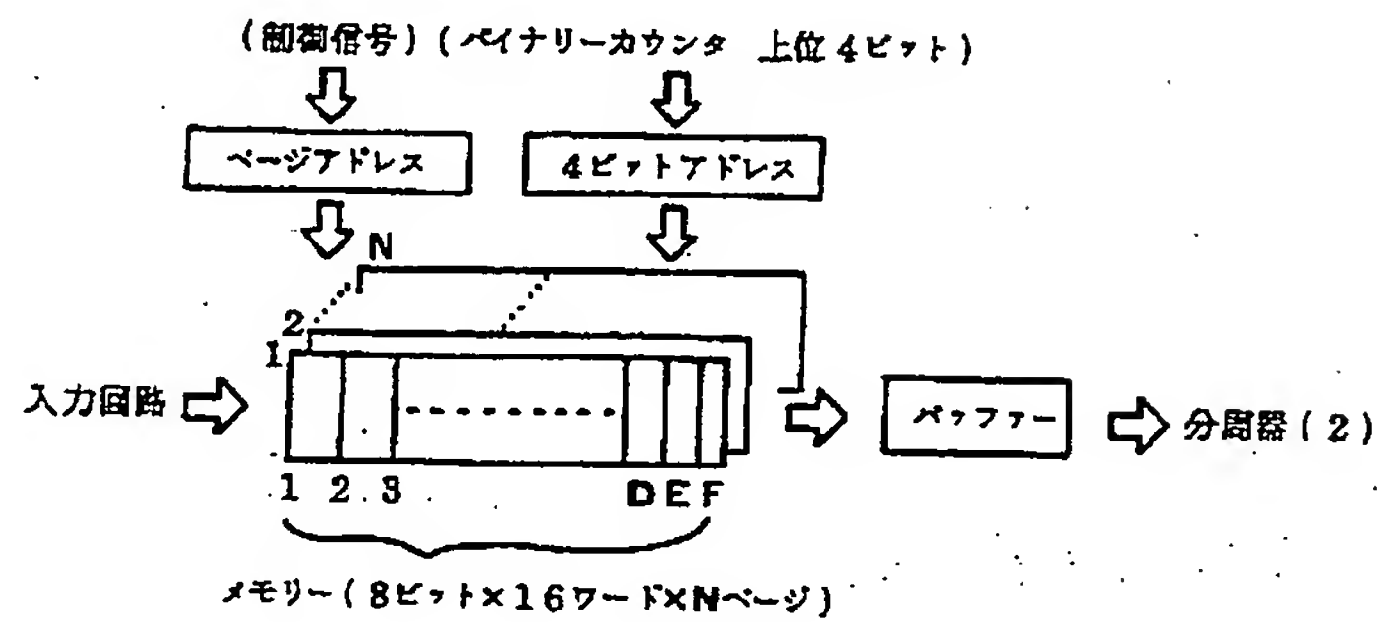 (制御信号) (バイナリーカウンタ 上位4ビット)
ページアドレス
4ビットアドレス
N
2
1
入力回路
バッファー
分周器(2)
1 2 3 D E F
メモリー(8ビット×16ワード×Nページ)